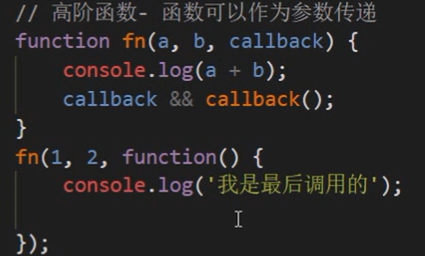 // 高阶函数- 函数可以作为参数传递
function fn(a, b, callback) {
    console.log(a + b);
    callback && callback();
}
fn(1, 2, function() {
    console.log('我是最后调用的');
});